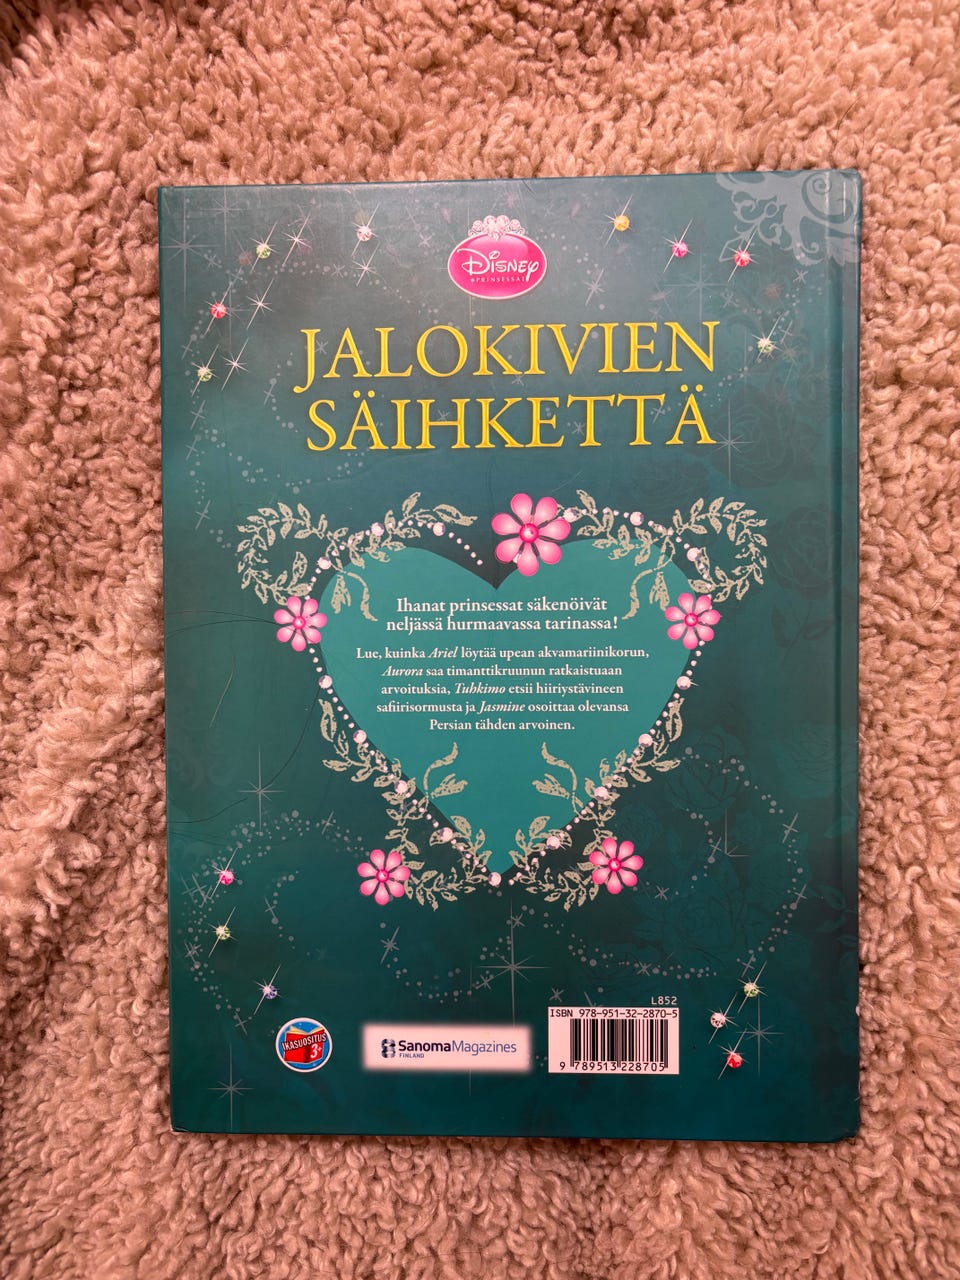 DISNEY
PRINSESSAT
JALOKIVIEN
SÄIHKETTÄ
Ihanat prinsessat säkenöivät
neljässä hurmaavassa tarinassa!
Lue, kuinka Ariel löytää upean akvamariinikorun,
Aurora saa timanttikruunun ratkaistuaan
arvoituksia, Tuhkimo etsii hiiriystävineen
safiirisormusta ja Jasmine osoittaa olevansa
Persian tähden arvoinen.
IKÄSUOSITUS
3+
SanomaMagazines
FINLAND
L852
ISBN 978-951-32-2870-5
9 789513 228705